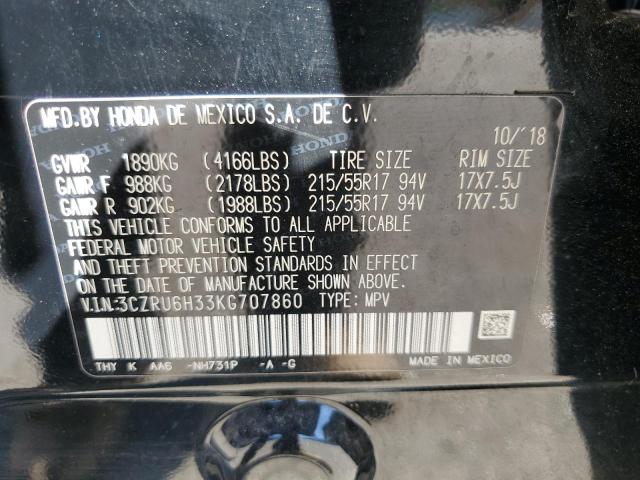 MFD.BY HONDA DE MEXICO S.A. DE C.V.
10/'18
GVWR 1890KG (4166LBS) TIRE SIZE RIM SIZE
GAWR F 988KG (2178LBS) 215/55R17 94V 17X7.5J
GAWR R 902KG (1988LBS) 215/55R17 94V 17X7.5J
THIS VEHICLE CONFORMS TO ALL APPLICABLE
FEDERAL MOTOR VEHICLE SAFETY
AND THEFT PREVENTION STANDARDS IN EFFECT
ON THE DATE OF MANUFACTURE SHOWN ABOVE.
V.I.N.:3CZRU6H33KG707860 TYPE: MPV
THY K AA6 -NH731P -A -G
MADE IN MEXICO